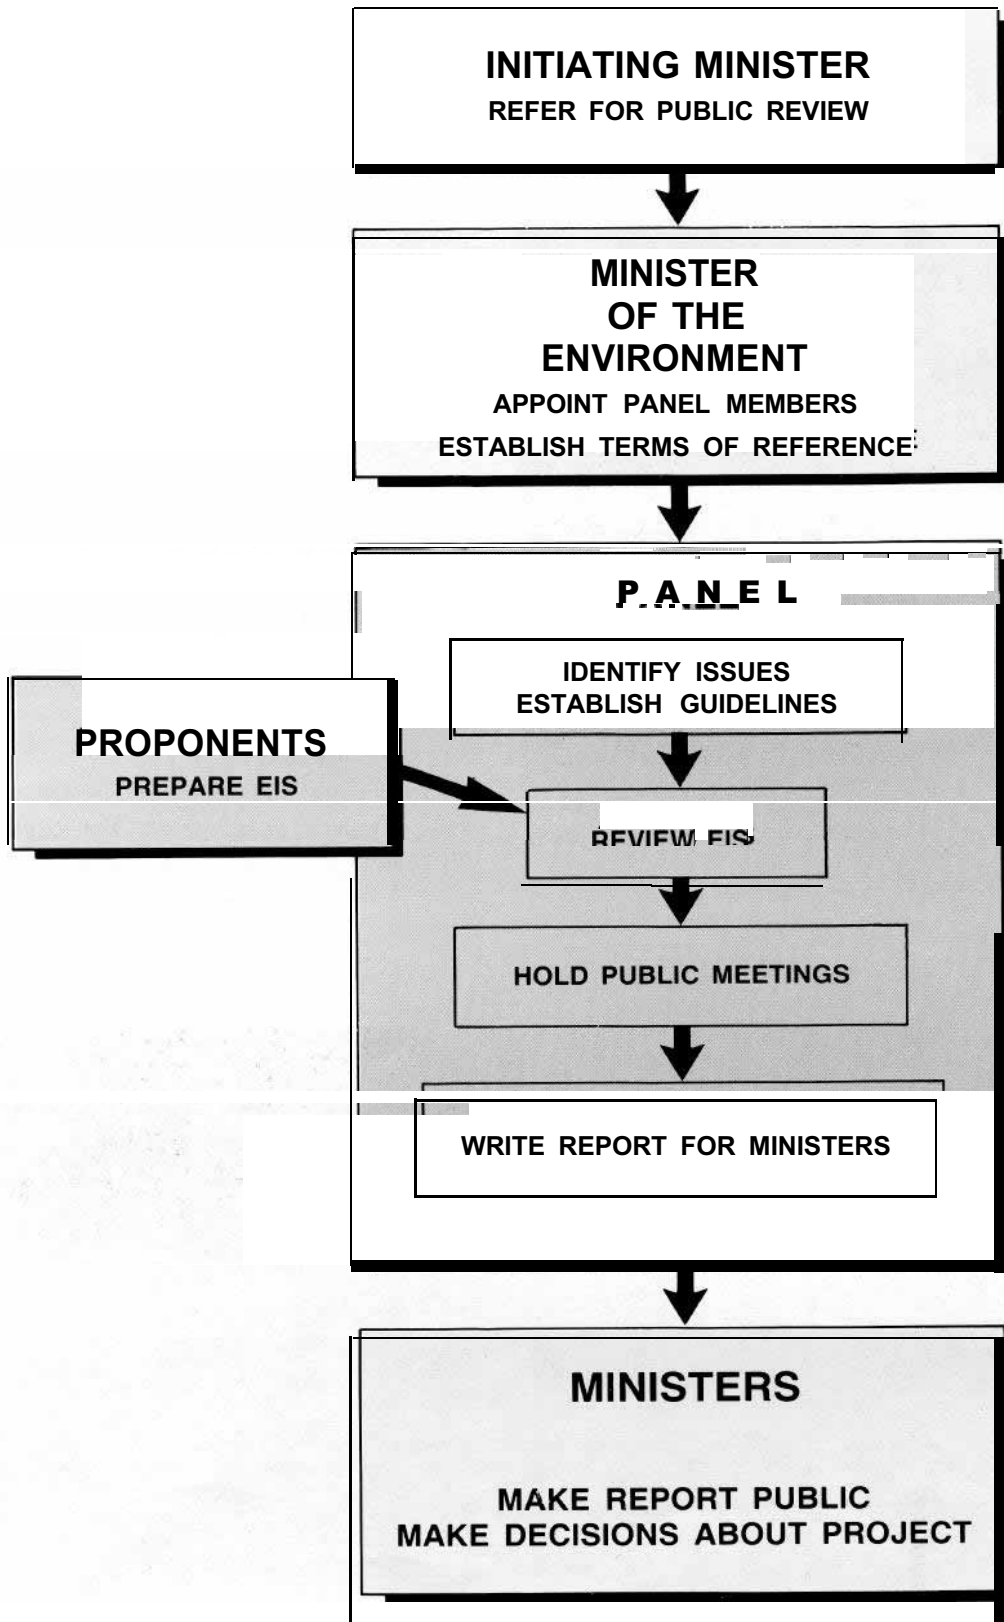 INITIATING MINISTER
REFER FOR PUBLIC REVIEW
MINISTER
OF THE
ENVIRONMENT
APPOINT PANEL MEMBERS
ESTABLISH TERMS OF REFERENCE
PANEL
IDENTIFY ISSUES
ESTABLISH GUIDELINES
PROPONENTS
PREPARE EIS
REVIEW EIS
HOLD PUBLIC MEETINGS
WRITE REPORT FOR MINISTERS
MINISTERS
MAKE REPORT PUBLIC
MAKE DECISIONS ABOUT PROJECT